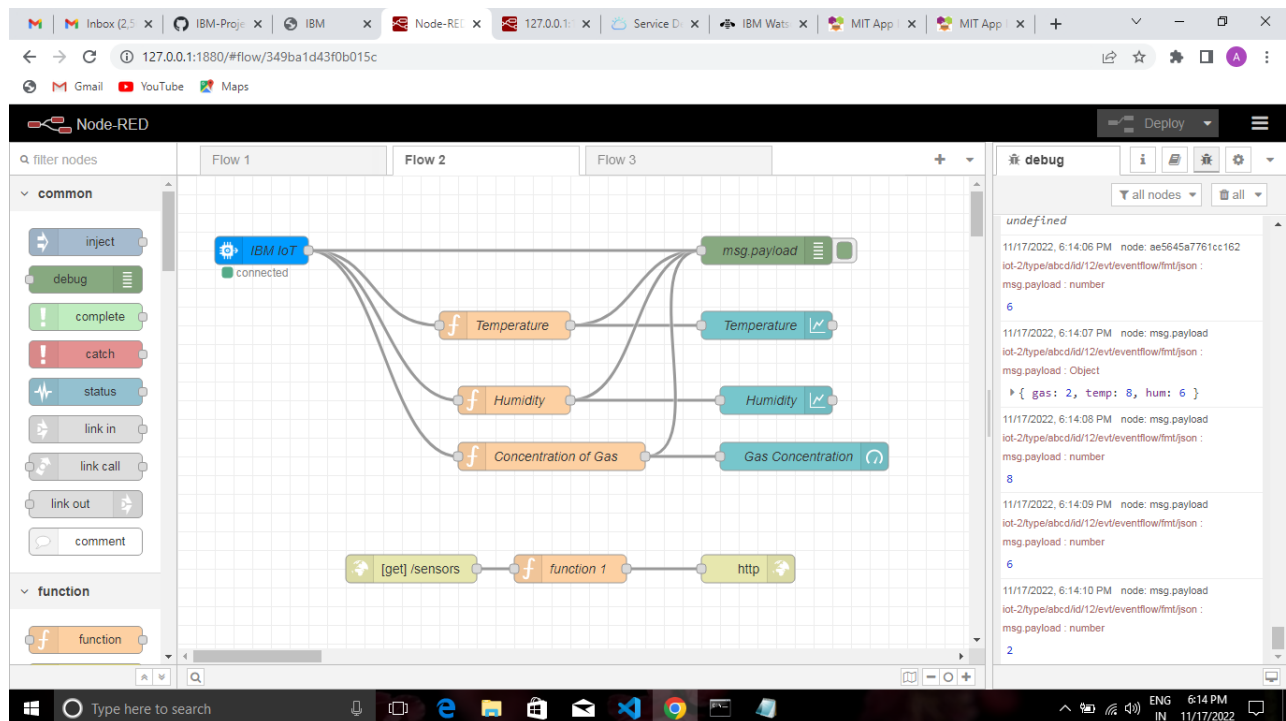 Inbox (2,5
IBM-Proje
IBM
Node-RED
127.0.0.1:
Service D
IBM Wats
MIT App
MIT App
127.0.0.1:1880/#flow/349ba1d43f0b015c
A
Gmail
YouTube
Maps
Node-RED
Deploy
filter nodes
Flow 1
Flow 2
Flow 3
debug
i
all nodes
all
common
inject
debug
complete
catch
status
link in
link call
link out
comment
function
function
IBM IoT
connected
msg.payload
Temperature
Temperature
Humidity
Humidity
Concentration of Gas
Gas Concentration
[get] /sensors
function 1
http
undefined
11/17/2022, 6:14:06 PM node: ae5645a7761cc162
iot-2/type/abcd/id/12/evt/eventflow/fmt/json :
msg.payload : number
6
11/17/2022, 6:14:07 PM node: msg.payload
iot-2/type/abcd/id/12/evt/eventflow/fmt/json :
msg.payload : Object
{ gas: 2, temp: 8, hum: 6 }
11/17/2022, 6:14:08 PM node: msg.payload
iot-2/type/abcd/id/12/evt/eventflow/fmt/json :
msg.payload : number
8
11/17/2022, 6:14:09 PM node: msg.payload
iot-2/type/abcd/id/12/evt/eventflow/fmt/json :
msg.payload : number
6
11/17/2022, 6:14:10 PM node: msg.payload
iot-2/type/abcd/id/12/evt/eventflow/fmt/json :
msg.payload : number
2
Type here to search
ENG
IN
6:14 PM
11/17/2022